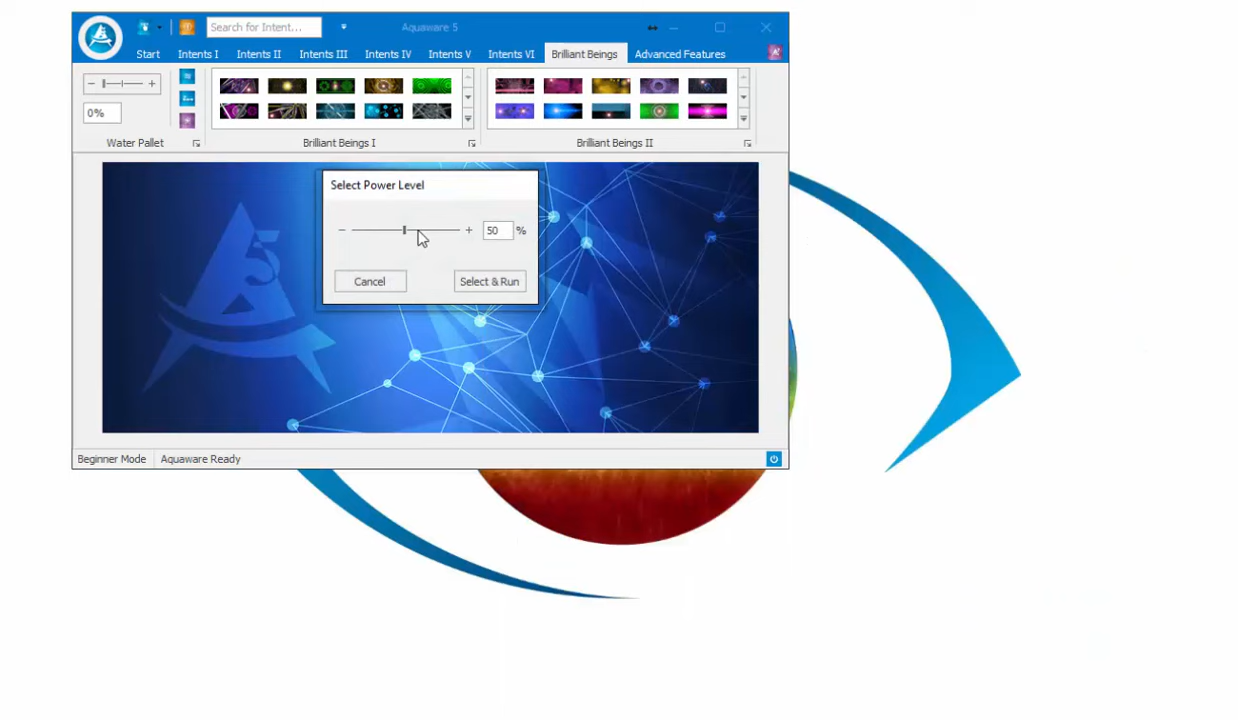 Search for Intent...
Aquaware 5
Start Intents I Intents II Intents III Intents IV Intents V Intents VI Brilliant Beings Advanced Features
0%
Water Pallet Brilliant Beings I Brilliant Beings II
Select Power Level
50 %
Cancel Select & Run
Beginner Mode Aquaware Ready